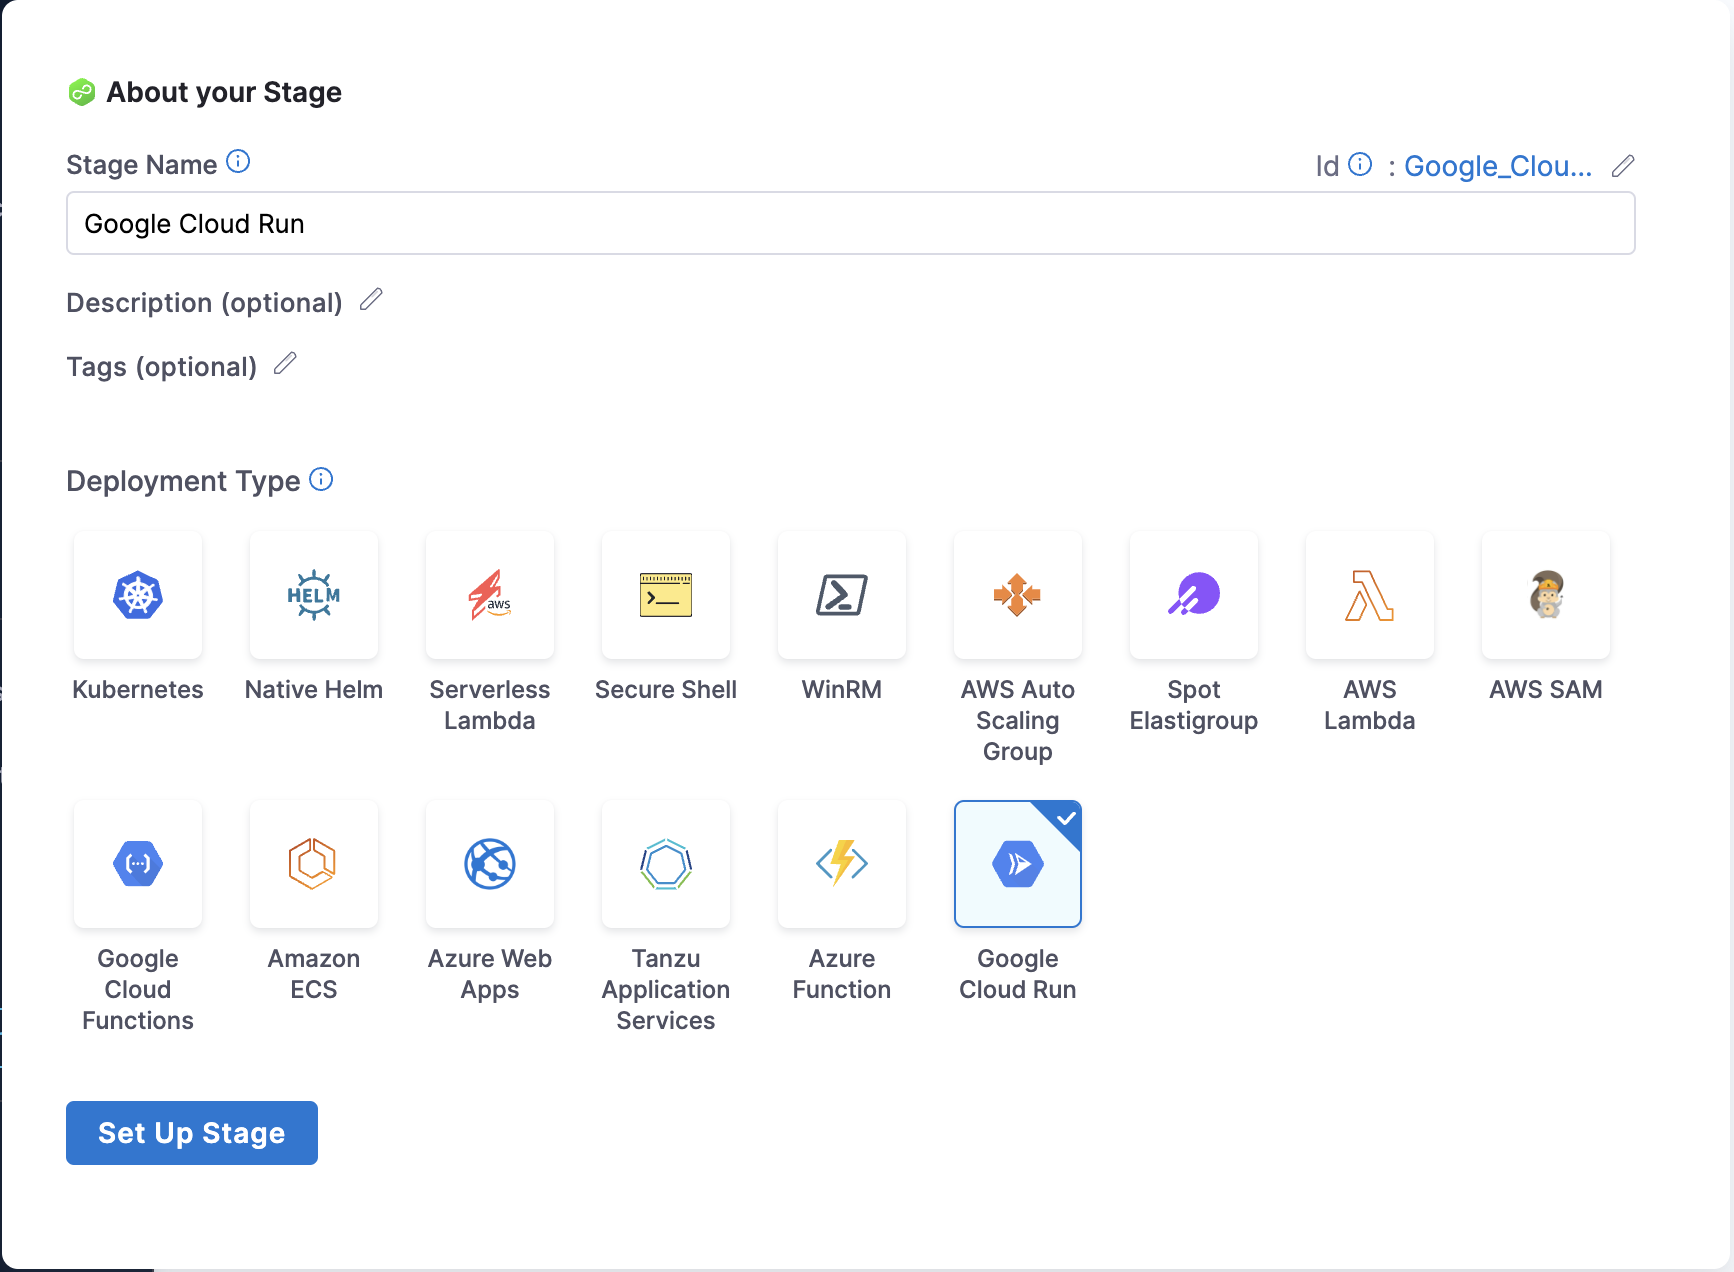 About your Stage
Stage Name
Id : Google_Clou...
Google Cloud Run
Description (optional)
Tags (optional)
Deployment Type
HELM
aws
Kubernetes
Native Helm
Serverless
Lambda
Secure Shell
WinRM
AWS Auto
Scaling
Group
Spot
Elastigroup
AWS
Lambda
AWS SAM
Google
Cloud
Functions
Amazon
ECS
Azure Web
Apps
Tanzu
Application
Services
Azure
Function
Google
Cloud Run
Set Up Stage